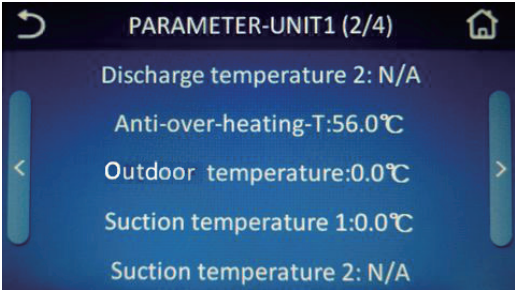 PARAMETER-UNIT1 (2/4)
Discharge temperature 2: N/A
Anti-over-heating-T:56.0℃
Outdoor temperature:0.0℃
Suction temperature 1:0.0℃
Suction temperature 2: N/A